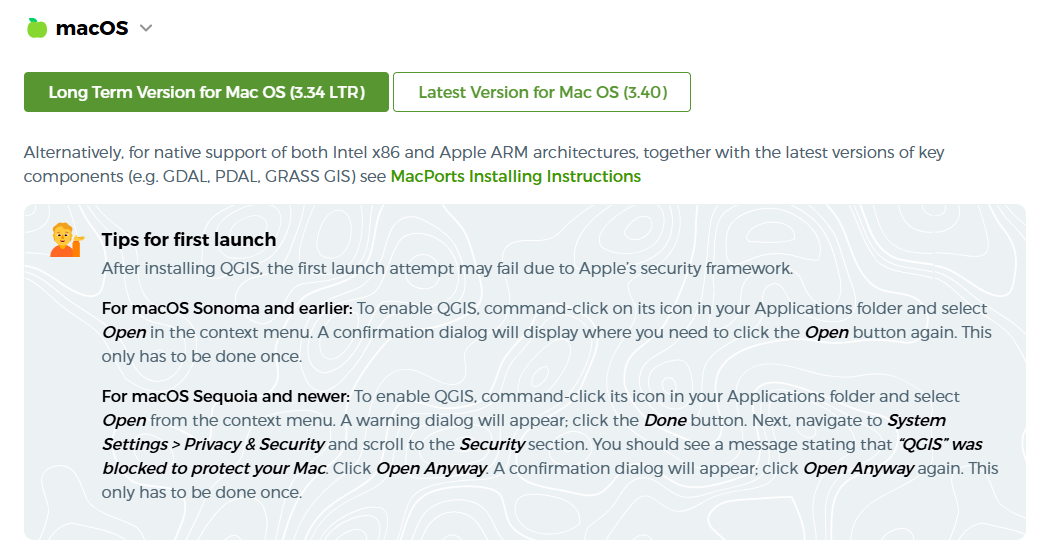 macOS
Long Term Version for Mac OS (3.34 LTR)
Latest Version for Mac OS (3.40)
Alternatively, for native support of both Intel x86 and Apple ARM architectures, together with the latest versions of key
components (e.g. GDAL, PDAL, GRASS GIS) see MacPorts Installing Instructions
Tips for first launch
After installing QGIS, the first launch attempt may fail due to Apple’s security framework.
For macOS Sonoma and earlier: To enable QGIS, command-click on its icon in your Applications folder and select
Open in the context menu. A confirmation dialog will display where you need to click the Open button again. This
only has to be done once.
For macOS Sequoia and newer: To enable QGIS, command-click its icon in your Applications folder and select
Open from the context menu. A warning dialog will appear; click the Done button. Next, navigate to System
Settings > Privacy & Security and scroll to the Security section. You should see a message stating that “QGIS” was
blocked to protect your Mac. Click Open Anyway. A confirmation dialog will appear; click Open Anyway again. This
only has to be done once.